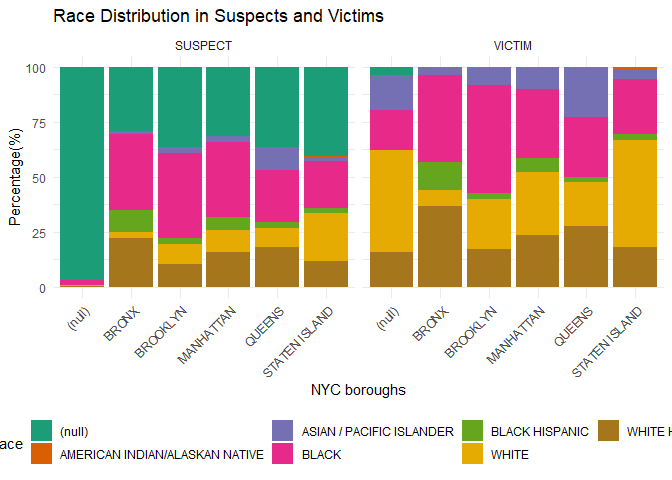 Race Distribution in Suspects and Victims
SUSPECT VICTIM
100
75
50
25
0
Percentage(%)
(null) BRONX BROOKLYN MANHATTAN QUEENS STATEN ISLAND (null) BRONX BROOKLYN MANHATTAN QUEENS STATEN ISLAND
NYC boroughs
ace
(null) ASIAN / PACIFIC ISLANDER BLACK HISPANIC WHITE H
AMERICAN INDIAN/ALASKAN NATIVE BLACK WHITE